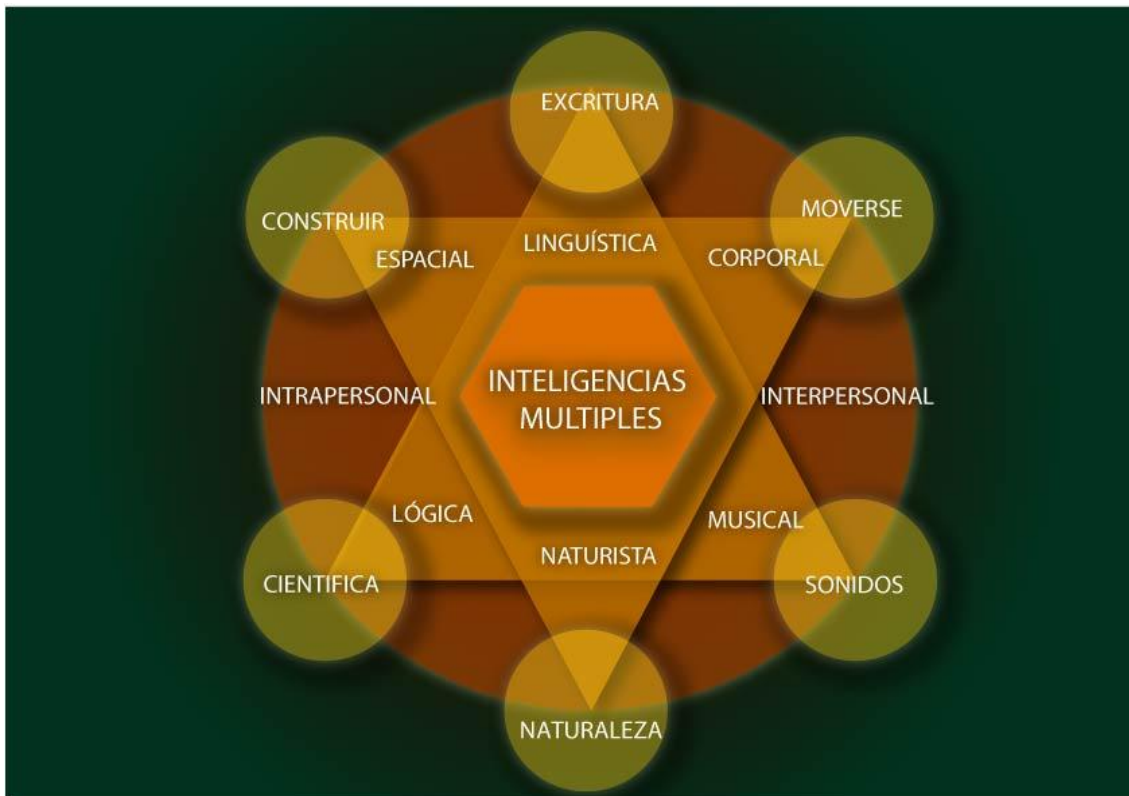 EXCRITURA
CONSTRUIR
MOVERSE
ESPACIAL
LINGUÍSTICA
CORPORAL
INTRAPERSONAL
INTELIGENCIAS
MULTIPLES
INTERPERSONAL
LÓGICA
MUSICAL
NATURISTA
CIENTIFICA
SONIDOS
NATURALEZA